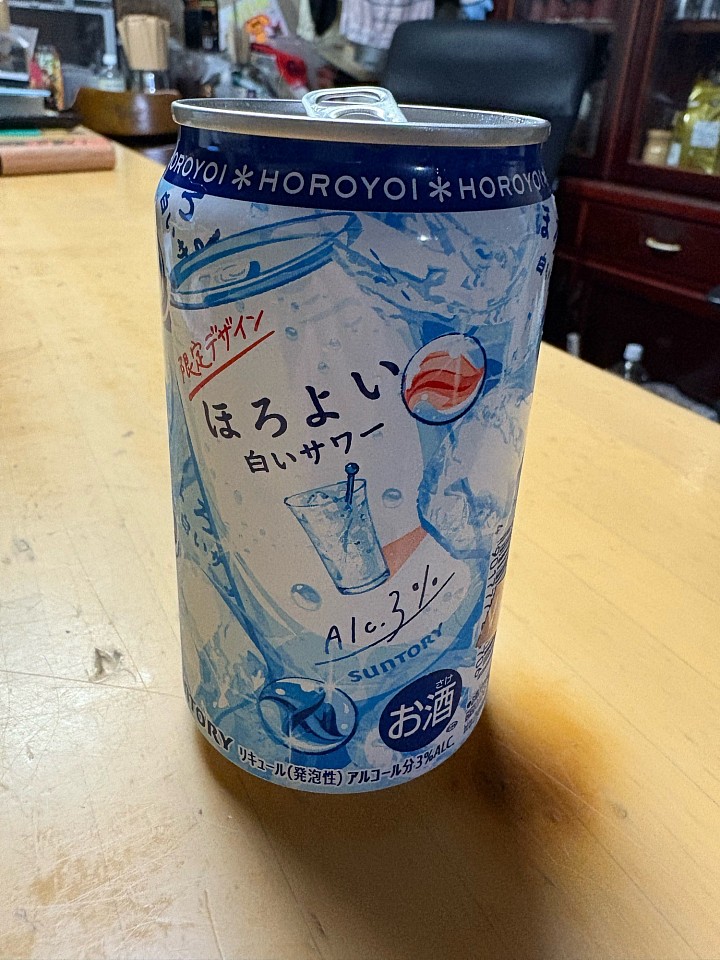 HOROYOI * HOROYOI * HOROYOI
限定デザイン
ほろよい
白いサワー
Alc.3%
SUNTORY
お酒
さけ
リキュール(発泡性) アルコール分3%ALC.